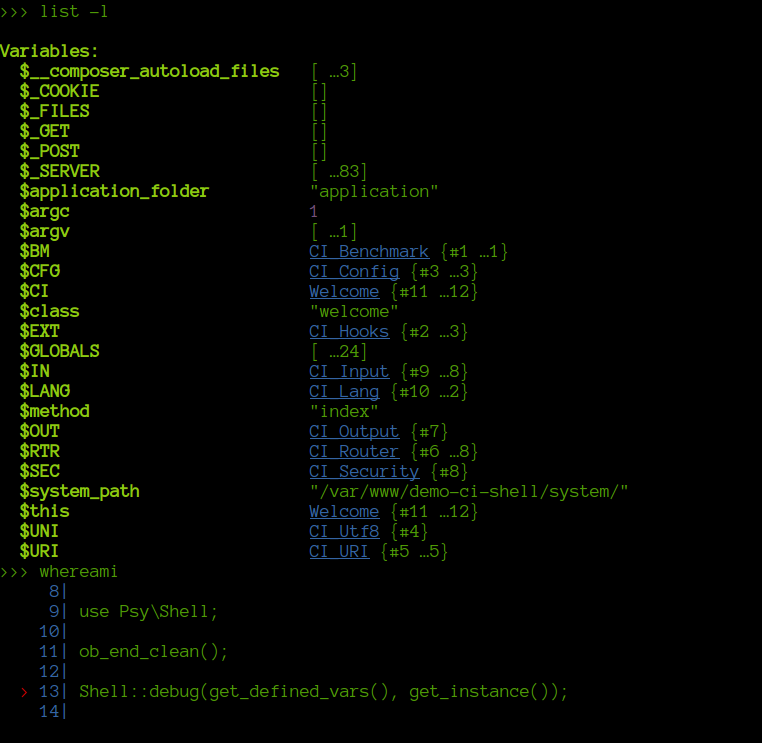 >>> list -l
Variables:
  $__composer_autoload_files   [ …3]
  $_COOKIE                     []
  $_FILES                      []
  $_GET                        []
  $_POST                       []
  $_SERVER                     [ …83]
  $application_folder          "application"
  $argc                        1
  $argv                        [ …1]
  $BM                          CI_Benchmark {#1 …1}
  $CFG                         CI_Config {#3 …3}
  $CI                          Welcome {#11 …12}
  $class                       "welcome"
  $EXT                         CI_Hooks {#2 …3}
  $GLOBALS                     [ …24]
  $IN                          CI_Input {#9 …8}
  $LANG                        CI_Lang {#10 …2}
  $method                      "index"
  $OUT                         CI_Output {#7}
  $RTR                         CI_Router {#6 …8}
  $SEC                         CI_Security {#8}
  $system_path                 "/var/www/demo-ci-shell/system/"
  $this                        Welcome {#11 …12}
  $UNI                         CI_Utf8 {#4}
  $URI                         CI_URI {#5 …5}
>>> whereami
     8|
     9| use Psy\Shell;
    10|
    11| ob_end_clean();
    12|
  > 13| Shell::debug(get_defined_vars(), get_instance());
    14|